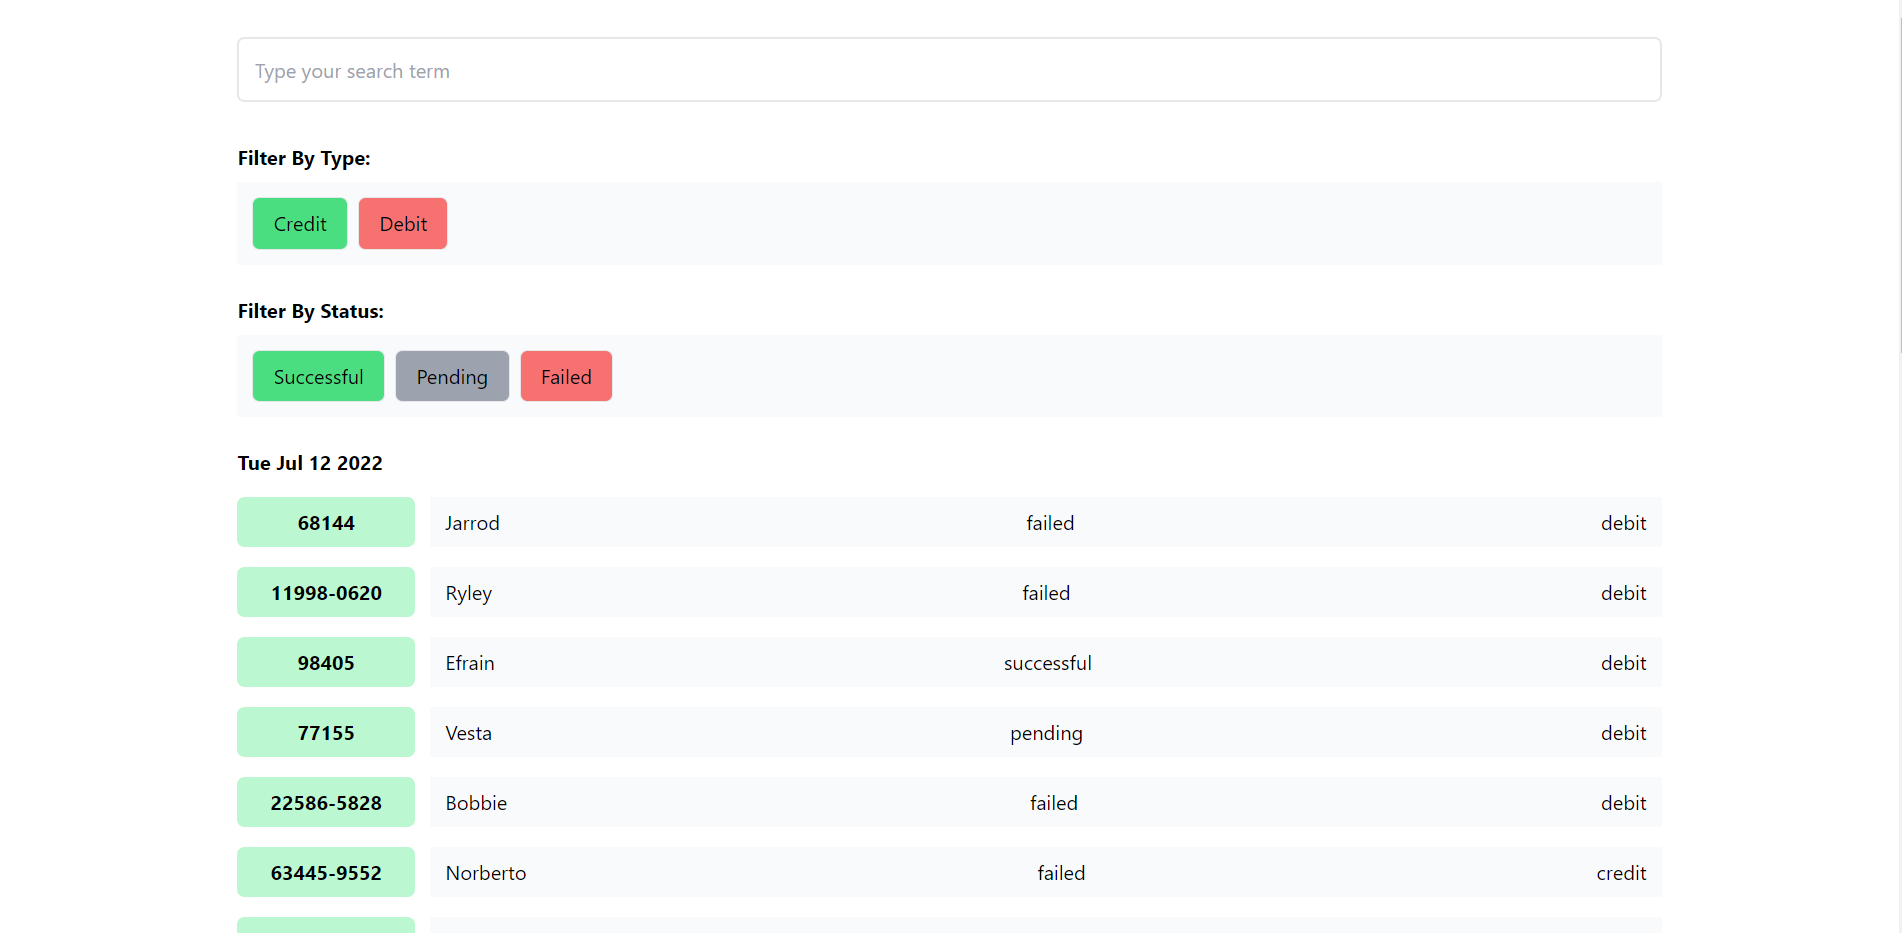 Type your search term
Filter By Type:
Credit Debit
Filter By Status:
Successful Pending Failed
Tue Jul 12 2022
68144 Jarrod failed debit
11998-0620 Ryley failed debit
98405 Efrain successful debit
77155 Vesta pending debit
22586-5828 Bobbie failed debit
63445-9552 Norberto failed credit